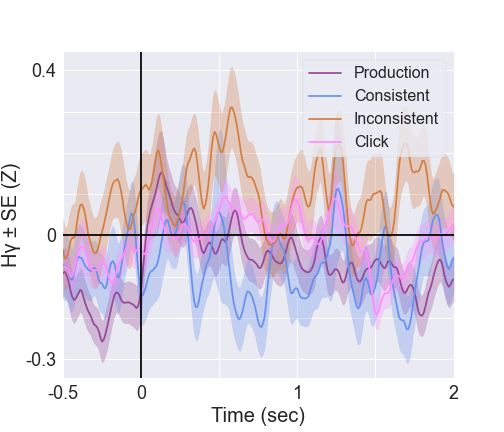 Production
Consistent
Inconsistent
Click
Hγ ± SE (Z)
0.4
0
-0.3
-0.5
0
1
2
Time (sec)